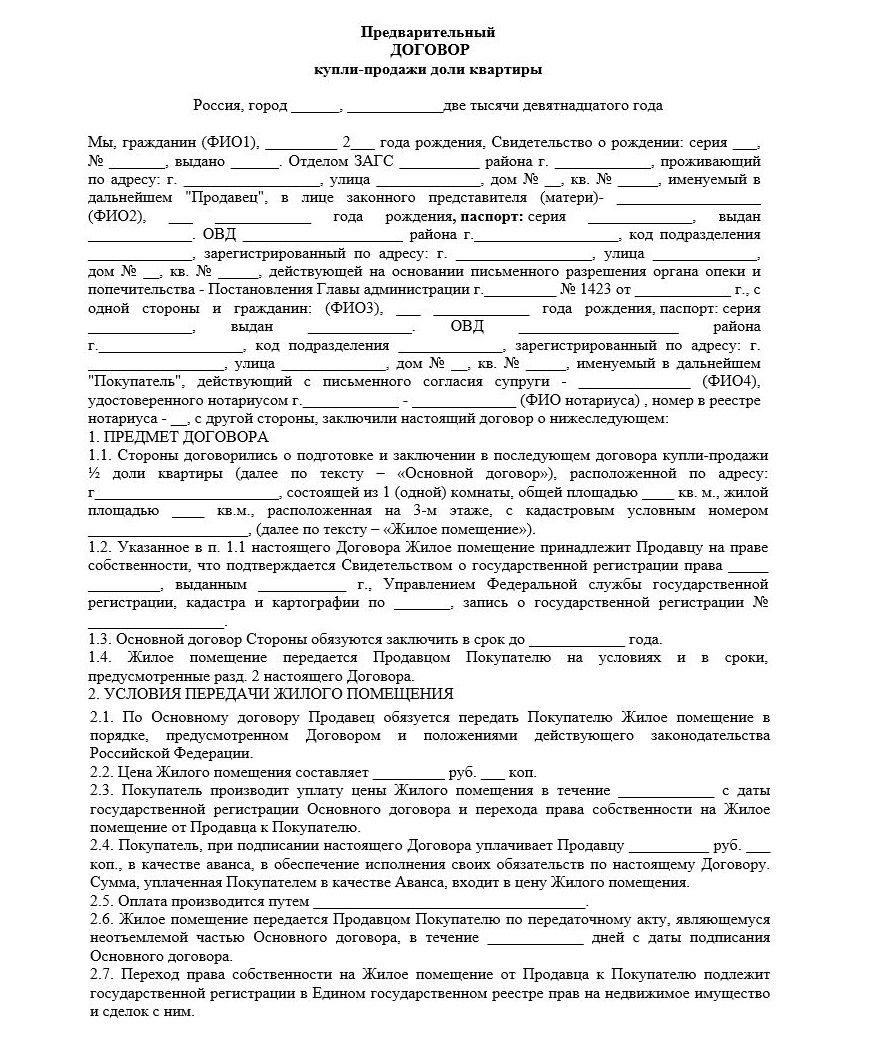 Предварительный
ДОГОВОР
купли-продажи доли квартиры
Россия, город ______, ____________две тысячи девятнадцатого года
Мы, гражданин (ФИО1), _________ 2___ года рождения, Свидетельство о рождении: серия ___,
№ _______, выдано ______. Отделом ЗАГС __________ района г. ____________, проживающий
по адресу: г. _________________, улица _____________, дом № __, кв. № _____, именуемый в
дальнейшем "Продавец", в лице законного представителя (матери)- __________________
(ФИО2), ___ ____________ года рождения, паспорт: серия _____________, выдан
_____________. ОВД ____________________ района г.__________________, код подразделения
_____________, зарегистрированный по адресу: г. _________________, улица _____________,
дом № __, кв. № _____, действующей на основании письменного разрешения органа опеки и
попечительства - Постановления Главы администрации г._________ № 1423 от ____________ г., с
одной стороны и гражданин: (ФИО3), ___ ____________ года рождения, паспорт: серия
_____________, выдан _____________. ОВД ____________________ района
г.__________________, код подразделения _____________, зарегистрированный по адресу: г.
_________________, улица _____________, дом № __, кв. № _____, именуемый в дальнейшем
"Покупатель", действующий с письменного согласия супруги - ______________ (ФИО4),
удостоверенного нотариусом г.____________ - _____________ (ФИО нотариуса) , номер в реестре
нотариуса - __, с другой стороны, заключили настоящий договор о нижеследующем:
1. ПРЕДМЕТ ДОГОВОРА
1.1. Стороны договорились о подготовке и заключении в последующем договора купли-продажи
½ доли квартиры (далее по тексту – «Основной договор»), расположенной по адресу:
г_______________________, состоящей из 1 (одной) комнаты, общей площадью ____ кв. м., жилой
площадью ____ кв.м., расположенная на 3-м этаже, с кадастровым условным номером
____________________, (далее по тексту – «Жилое помещение»).
1.2. Указанное в п. 1.1 настоящего Договора Жилое помещение принадлежит Продавцу на праве
собственности, что подтверждается Свидетельством о государственной регистрации права _____
_________, выданным ___________ г., Управлением Федеральной службы государственной
регистрации, кадастра и картографии по _______, запись о государственной регистрации №
_________________.
1.3. Основной договор Стороны обязуются заключить в срок до ____________ года.
1.4. Жилое помещение передается Продавцом Покупателю на условиях и в сроки,
предусмотренные разд. 2 настоящего Договора.
2. УСЛОВИЯ ПЕРЕДАЧИ ЖИЛОГО ПОМЕЩЕНИЯ
2.1. По Основному договору Продавец обязуется передать Покупателю Жилое помещение в
порядке, предусмотренном Договором и положениями действующего законодательства
Российской Федерации.
2.2. Цена Жилого помещения составляет _________ руб. ___ коп.
2.3. Покупатель производит уплату цены Жилого помещения в течение ____________ с даты
государственной регистрации Основного договора и перехода права собственности на Жилое
помещение от Продавца к Покупателю.
2.4. Покупатель, при подписании настоящего Договора уплачивает Продавцу __________ руб. ___
коп., в качестве аванса, в обеспечение исполнения своих обязательств по настоящему Договору.
Сумма, уплаченная Покупателем в качестве Аванса, входит в цену Жилого помещения.
2.5. Оплата производится путем __________________________________.
2.6. Жилое помещение передается Продавцом Покупателю по передаточному акту, являющемуся
неотъемлемой частью Основного договора, в течение ____________ дней с даты подписания
Основного договора.
2.7. Переход права собственности на Жилое помещение от Продавца к Покупателю подлежит
государственной регистрации в Едином государственном реестре прав на недвижимое имущество
и сделок с ним.